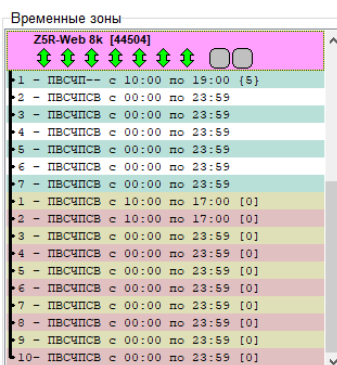 Временные зоны
Z5R-Web 8k [44504]
1 - ПВСЧП-- с 10:00 по 19:00 {5}
2 - ПВСЧПСВ с 00:00 по 23:59
3 - ПВСЧПСВ с 00:00 по 23:59
4 - ПВСЧПСВ с 00:00 по 23:59
5 - ПВСЧПСВ с 00:00 по 23:59
6 - ПВСЧПСВ с 00:00 по 23:59
7 - ПВСЧПСВ с 00:00 по 23:59
1 - ПВСЧПСВ с 10:00 по 17:00 [0]
2 - ПВСЧПСВ с 10:00 по 17:00 [0]
3 - ПВСЧПСВ с 00:00 по 23:59 [0]
4 - ПВСЧПСВ с 00:00 по 23:59 [0]
5 - ПВСЧПСВ с 00:00 по 23:59 [0]
6 - ПВСЧПСВ с 00:00 по 23:59 [0]
7 - ПВСЧПСВ с 00:00 по 23:59 [0]
8 - ПВСЧПСВ с 00:00 по 23:59 [0]
9 - ПВСЧПСВ с 00:00 по 23:59 [0]
10- ПВСЧПСВ с 00:00 по 23:59 [0]